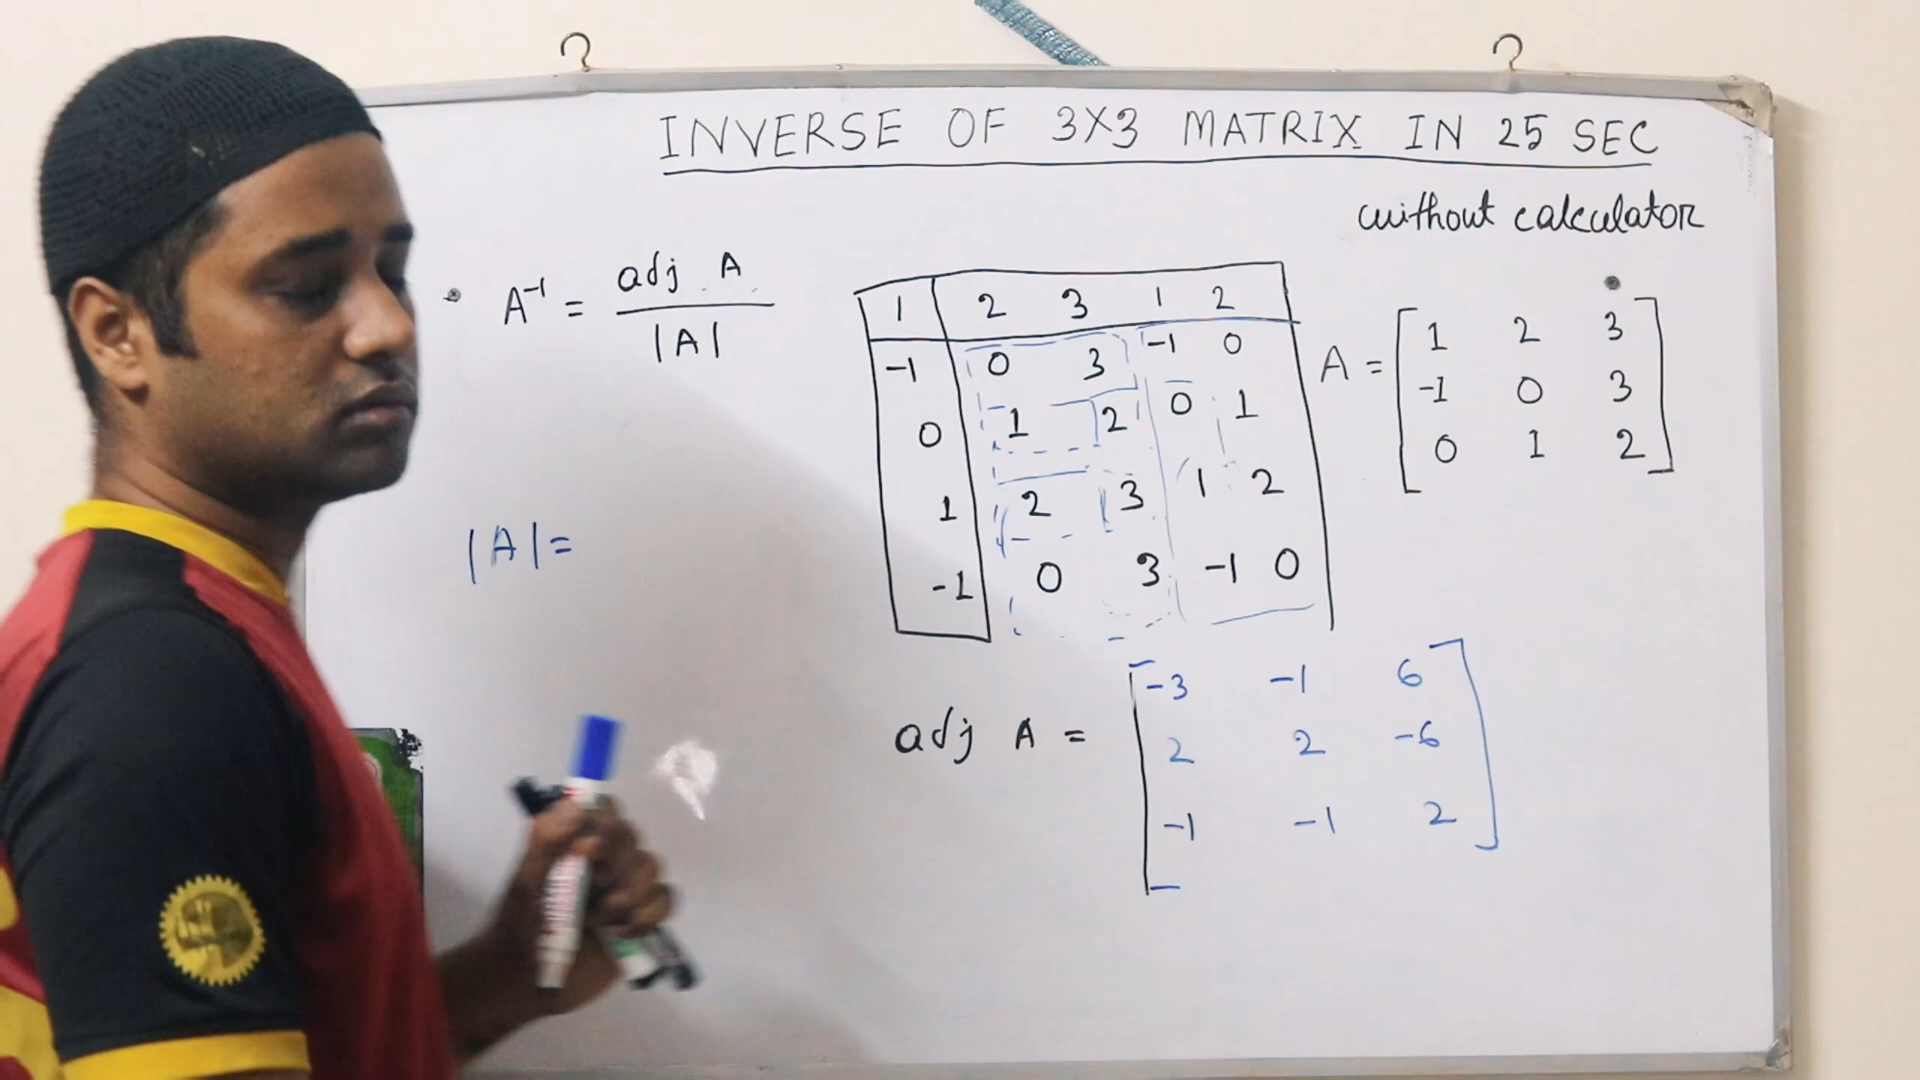 INVERSE OF 3X3 MATRIX IN 25 SEC
without calculator
A⁻¹ = adj A / |A|
1 2 3 1 2
-1 0 3 -1 0
0 1 2 0 1
1 2 3 1 2
-1 0 3 -1 0
A =
1 2 3
-1 0 3
0 1 2
|A| =
adj A =
-3 -1 6
2 2 -6
-1 -1 2